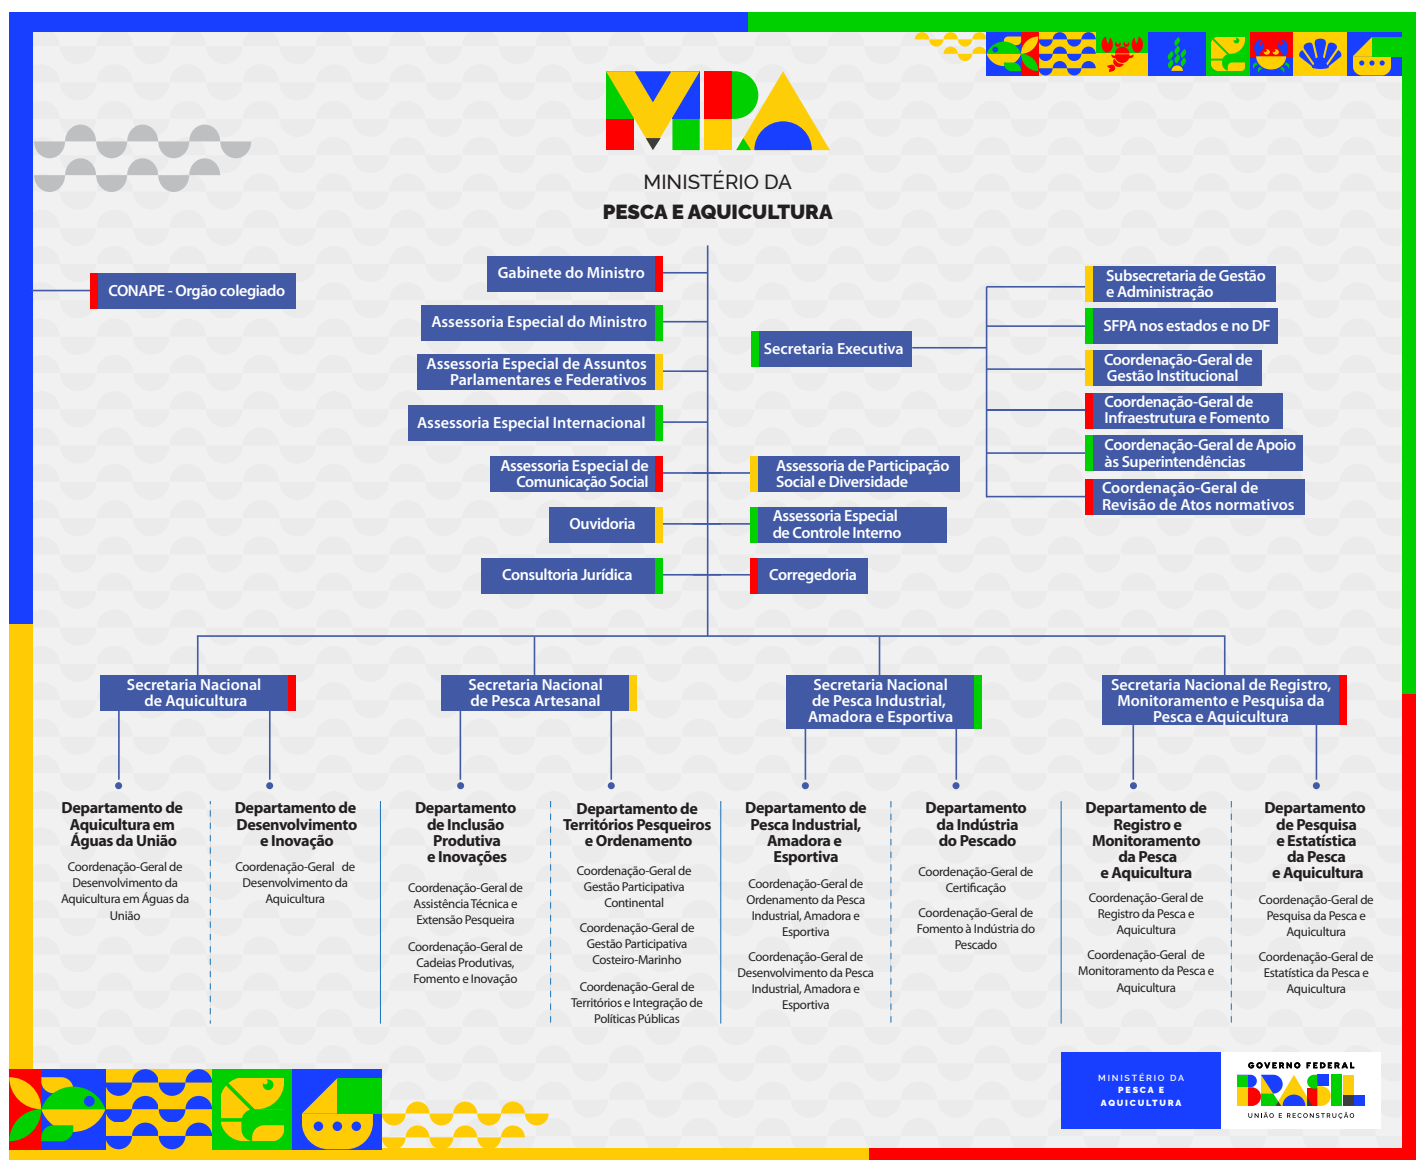 MPA
MINISTÉRIO DA
PESCA E AQUICULTURA
CONAPE - Orgão colegiado
Gabinete do Ministro
Assessoria Especial do Ministro
Assessoria Especial de Assuntos
Parlamentares e Federativos
Assessoria Especial Internacional
Assessoria Especial de
Comunicação Social
Ouvidoria
Consultoria Jurídica
Secretaria Executiva
Assessoria de Participação
Social e Diversidade
Assessoria Especial
de Controle Interno
Corregedoria
Subsecretaria de Gestão
e Administração
SFPA nos estados e no DF
Coordenação-Geral de
Gestão Institucional
Coordenação-Geral de
Infraestrutura e Fomento
Coordenação-Geral de Apoio
às Superintendências
Coordenação-Geral de
Revisão de Atos normativos
Secretaria Nacional
de Aquicultura
Secretaria Nacional
de Pesca Artesanal
Secretaria Nacional
de Pesca Industrial,
Amadora e Esportiva
Secretaria Nacional de Registro,
Monitoramento e Pesquisa da
Pesca e Aquicultura
Departamento de
Aquicultura em
Águas da União
Coordenação-Geral de
Desenvolvimento da
Aquicultura em Águas da
União
Departamento de
Desenvolvimento
e Inovação
Coordenação-Geral de
Desenvolvimento da
Aquicultura
Departamento
de Inclusão
Produtiva
e Inovações
Coordenação-Geral de
Assistência Técnica e
Extensão Pesqueira
Coordenação-Geral de
Cadeias Produtivas,
Fomento e Inovação
Departamento de
Territórios Pesqueiros
e Ordenamento
Coordenação-Geral de
Gestão Participativa
Continental
Coordenação-Geral de
Gestão Participativa
Costeiro-Marinho
Coordenação-Geral de
Territórios e Integração de
Políticas Públicas
Departamento de
Pesca Industrial,
Amadora e
Esportiva
Coordenação-Geral de
Ordenamento da Pesca
Industrial, Amadora e
Esportiva
Coordenação-Geral de
Desenvolvimento da Pesca
Industrial, Amadora e
Esportiva
Departamento
da Indústria
do Pescado
Coordenação-Geral de
Certificação
Coordenação-Geral de
Fomento à Indústria do
Pescado
Departamento de
Registro e
Monitoramento
da Pesca
e Aquicultura
Coordenação-Geral de
Registro da Pesca e
Aquicultura
Coordenação-Geral de
Monitoramento da Pesca e
Aquicultura
Departamento
de Pesquisa
e Estatística
da Pesca
e Aquicultura
Coordenação-Geral de
Pesquisa da Pesca e
Aquicultura
Coordenação-Geral de
Estatística da Pesca e
Aquicultura
MINISTÉRIO DA
PESCA E
AQUICULTURA
GOVERNO FEDERAL
BRASIL
UNIÃO E RECONSTRUÇÃO